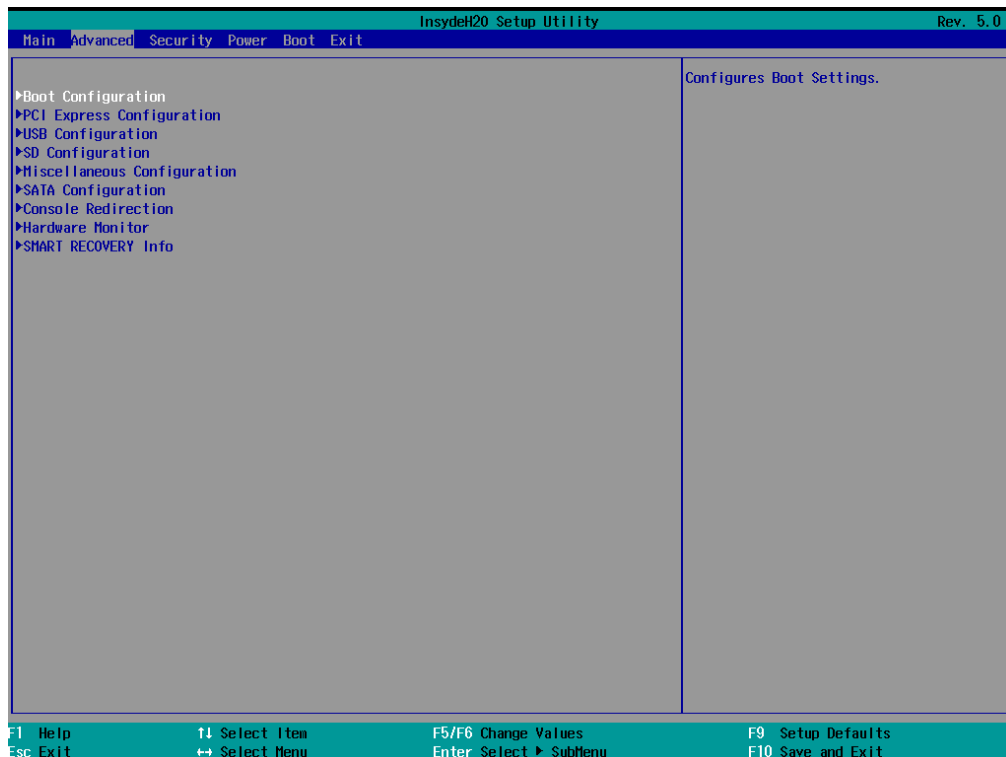 InsydeH20 Setup Utility Rev. 5.0
Main Advanced Security Power Boot Exit
Configures Boot Settings.
▶Boot Configuration
▶PCI Express Configuration
▶USB Configuration
▶SD Configuration
▶Miscellaneous Configuration
▶SATA Configuration
▶Console Redirection
▶Hardware Monitor
▶SMART RECOVERY Info
F1 Help ↑↓ Select Item F5/F6 Change Values F9 Setup Defaults
Esc Exit ↔ Select Menu Enter Select ▶ SubMenu F10 Save and Exit